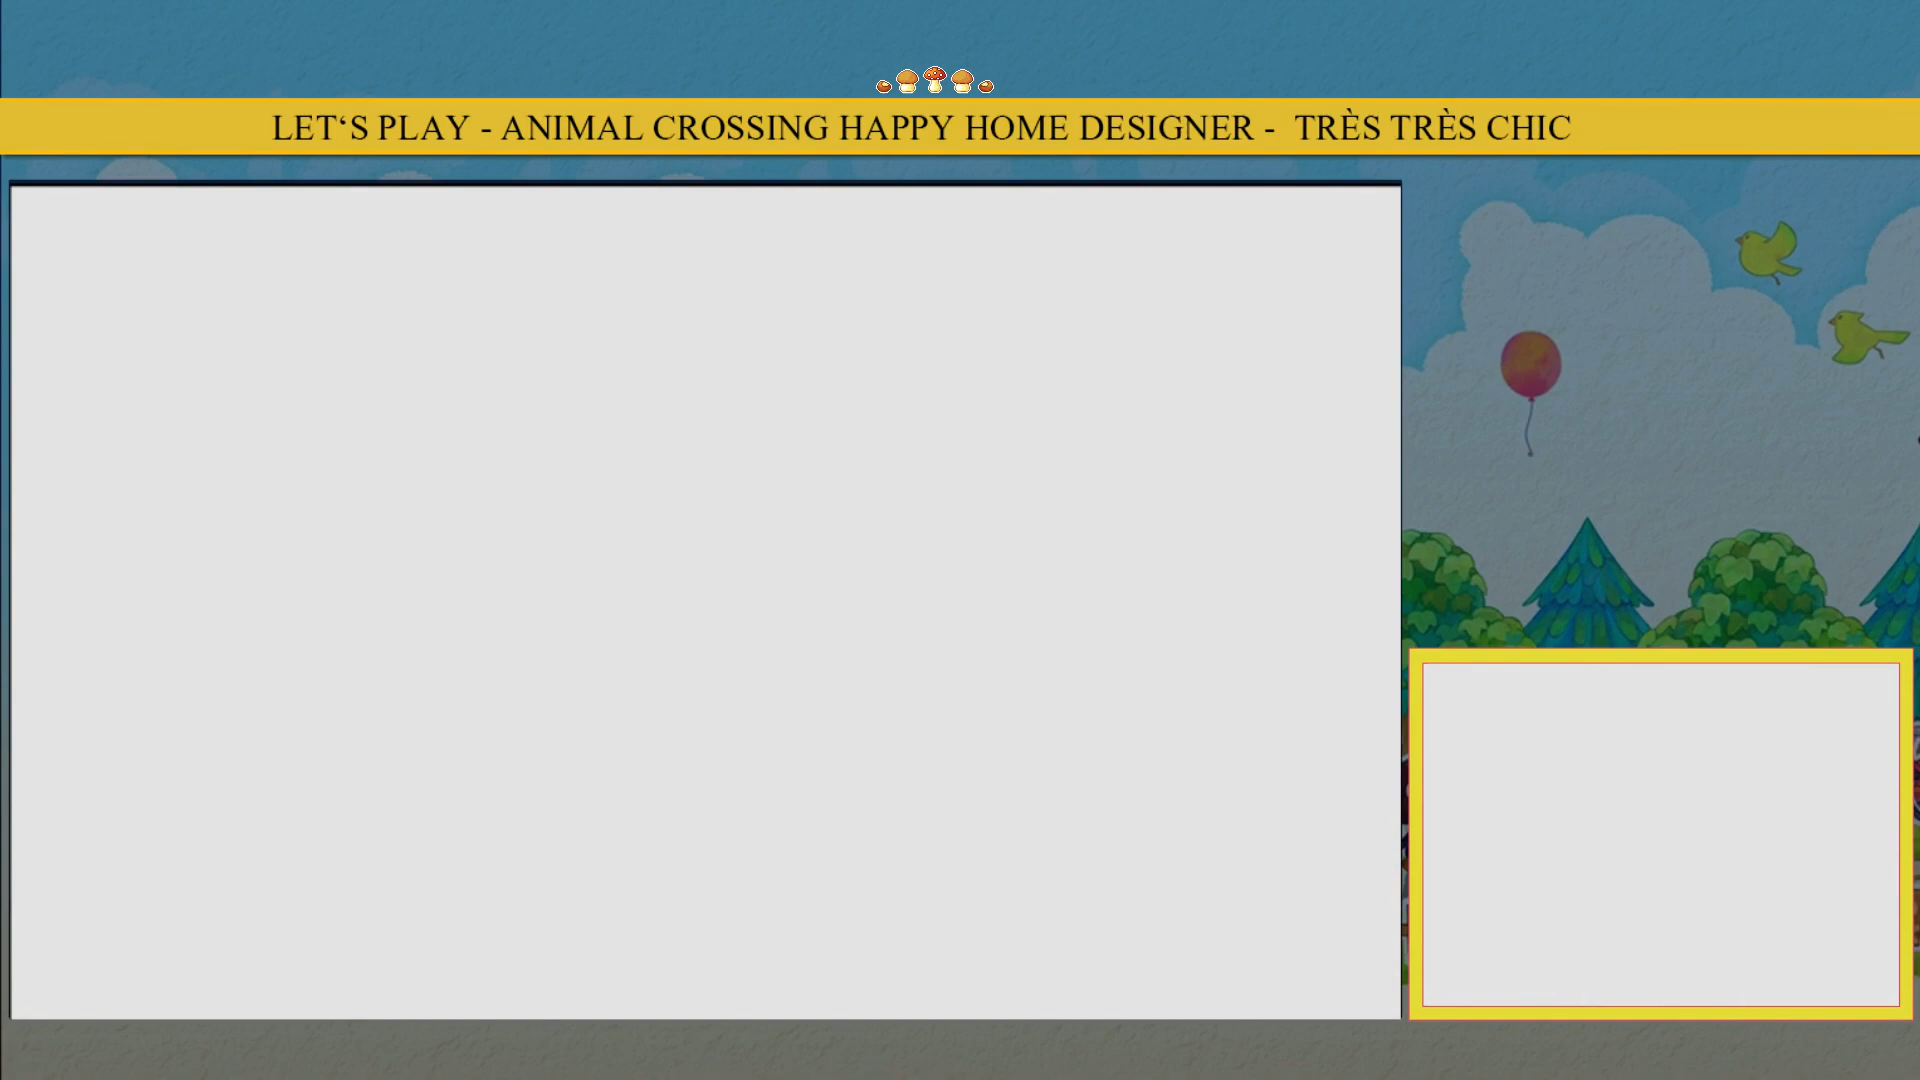 LET‘S PLAY - ANIMAL CROSSING HAPPY HOME DESIGNER -  TRÈS TRÈS CHIC